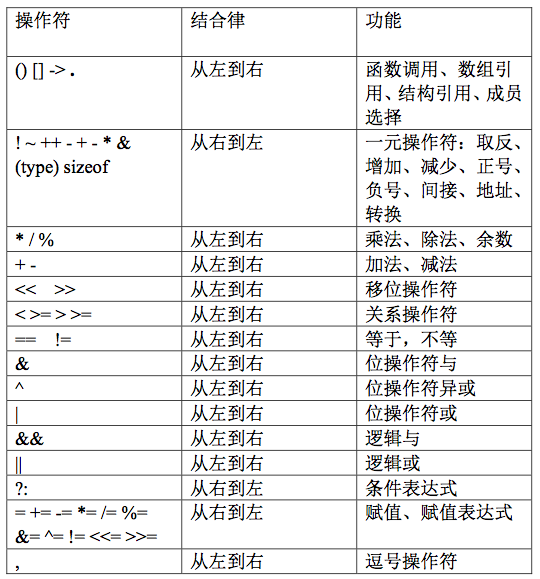 操作符 结合律 功能
() [] -> . 从左到右 函数调用、数组引
用、结构引用、成员
选择
! ~ ++ - + - * & 从右到左 一元操作符：取反、
(type) sizeof 增加、减少、正号、
负号、间接、地址、
转换
* / % 从左到右 乘法、除法、余数
+ - 从左到右 加法、减法
<< >> 从左到右 移位操作符
< >= > >= 从左到右 关系操作符
== != 从左到右 等于，不等
& 从左到右 位操作符与
^ 从左到右 位操作符异或
| 从左到右 位操作符或
&& 从左到右 逻辑与
|| 从左到右 逻辑或
?: 从右到左 条件表达式
= += -= *= /= %= 从右到左 赋值、赋值表达式
&= ^= != <<= >>=
, 从左到右 逗号操作符